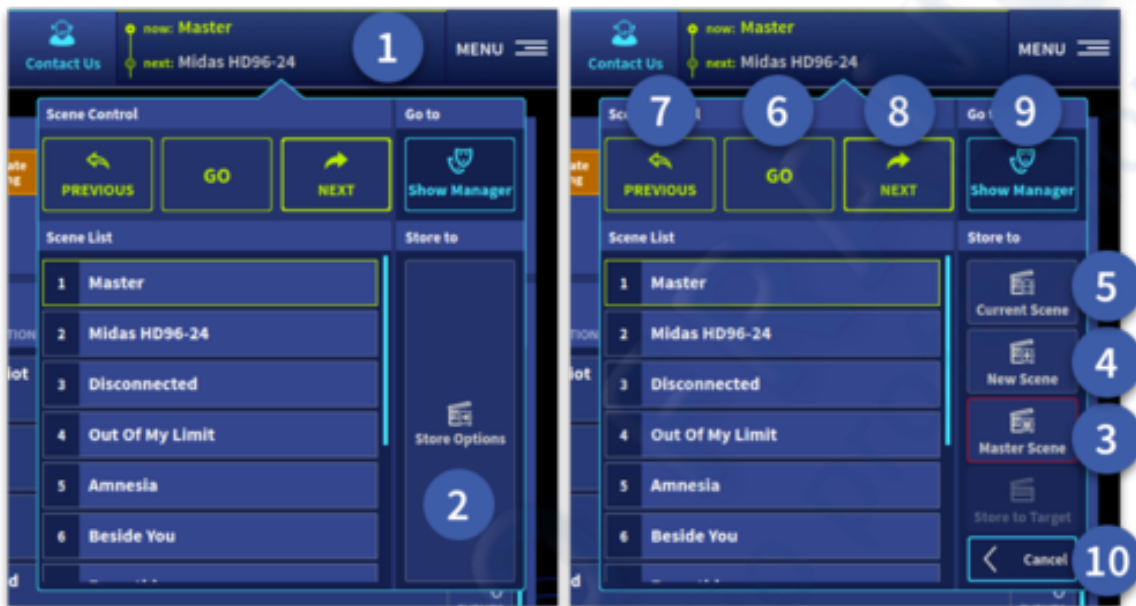 Contact Us
now: Master
next: Midas HD96-24
1
MENU
Scene Control
Go to
PREVIOUS
GO
NEXT
Show Manager
Scene List
Store to
1 Master
2 Midas HD96-24
3 Disconnected
4 Out Of My Limit
5 Amnesia
6 Beside You
Store Options
2
Contact Us
now: Master
next: Midas HD96-24
MENU
7
6
8
9
PREVIOUS
GO
NEXT
Show Manager
Scene List
Store to
1 Master
2 Midas HD96-24
3 Disconnected
4 Out Of My Limit
5 Amnesia
6 Beside You
Current Scene
5
New Scene
4
Master Scene
3
Store to Target
Cancel
10